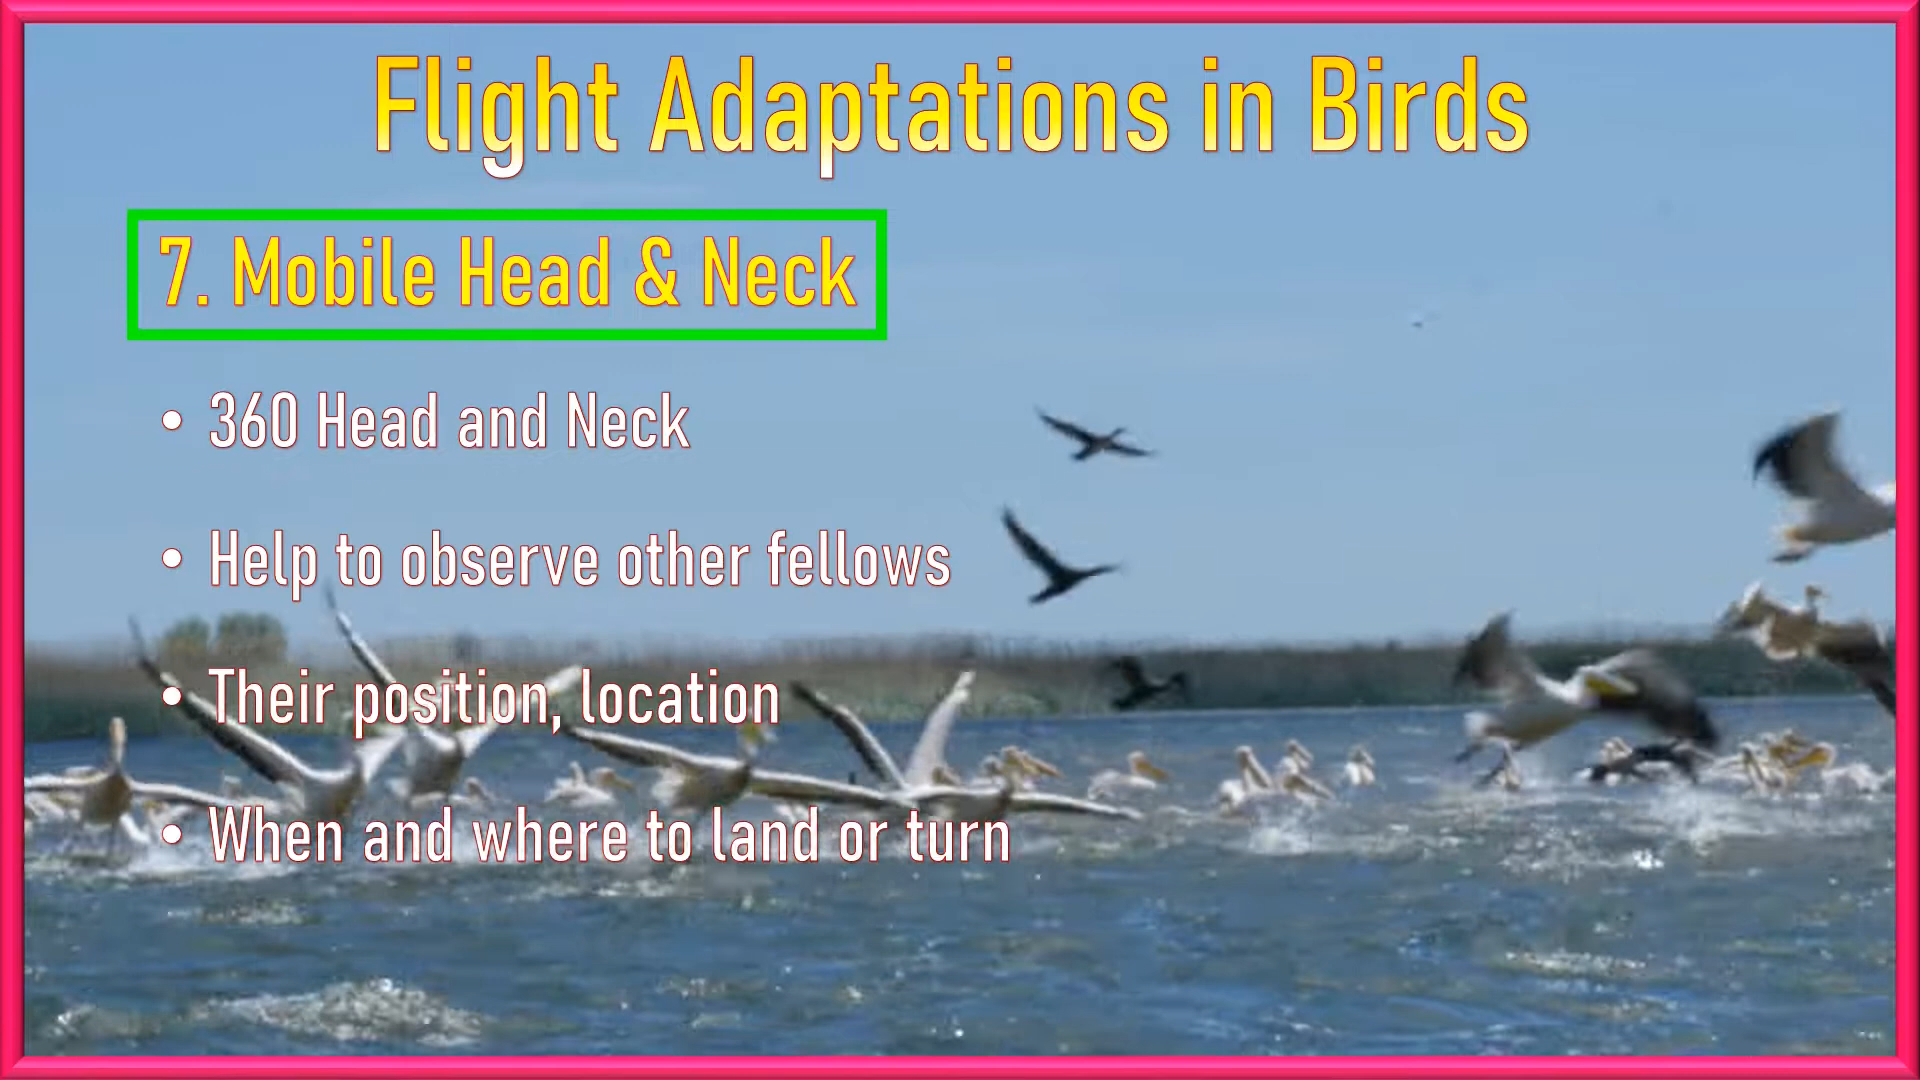 Flight Adaptations in Birds
7. Mobile Head & Neck
• 360 Head and Neck
• Help to observe other fellows
• Their position, location
• When and where to land or turn